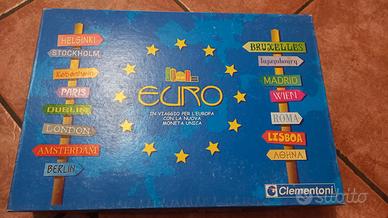 HELSINKI
STOCKHOLM
København
PARIS
DUBLIN
LONDON
AMSTERDAM
BERLIN
EURO
IN VIAGGIO PER L'EUROPA
CON LA NUOVA
MONETA UNICA
BRUXELLES
Luxembourg
MADRID
WIEN
ROMA
LISBOA
ΑΘΗΝΑ
Clementoni
subito